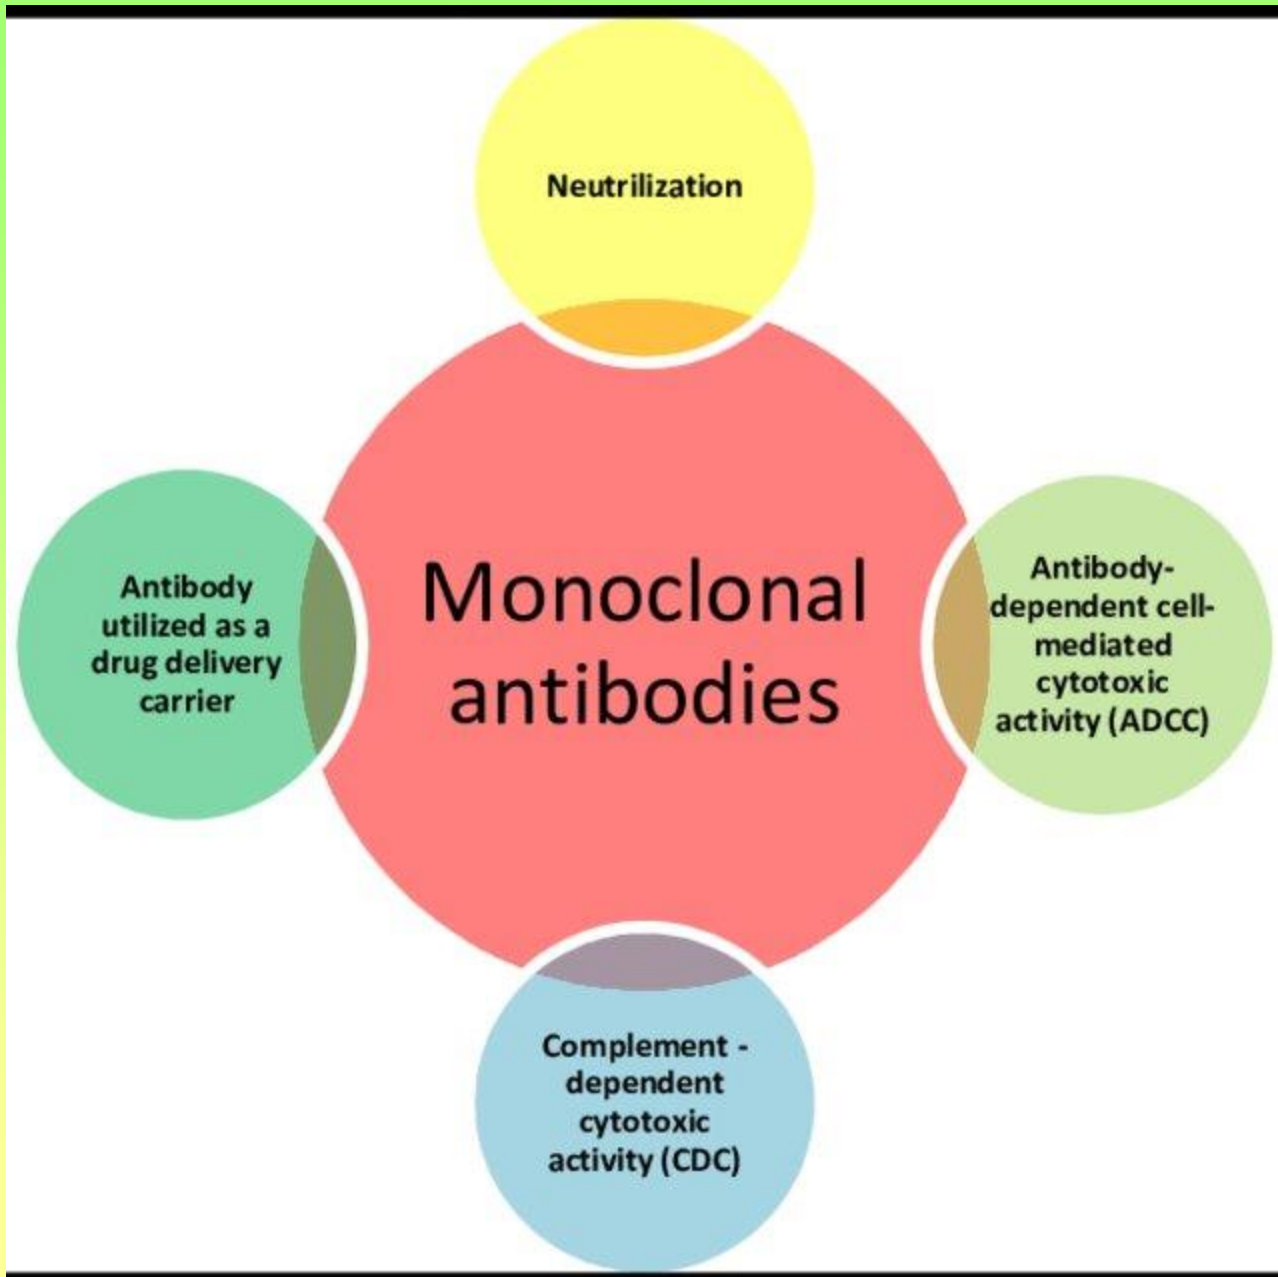 Neutrilization
Antibody
utilized as a
drug delivery
carrier
Monoclonal
antibodies
Antibody-
dependent cell-
mediated
cytotoxic
activity (ADCC)
Complement -
dependent
cytotoxic
activity (CDC)